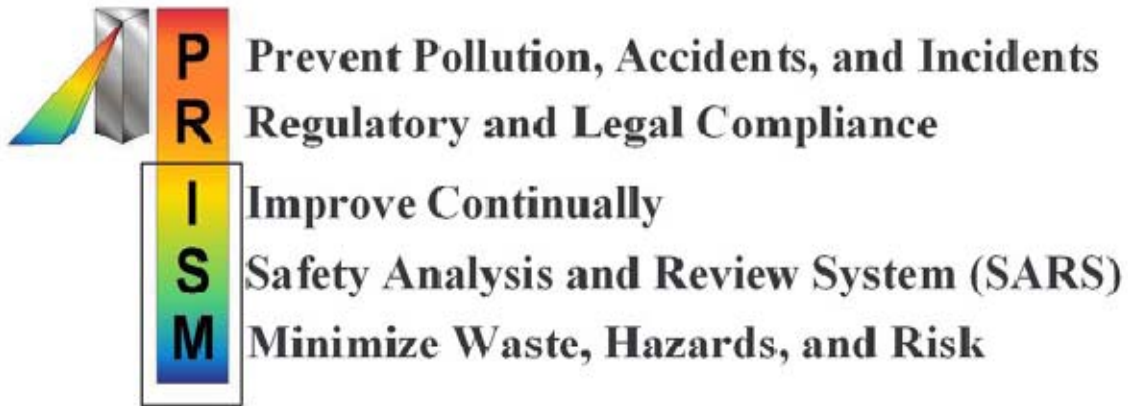 P Prevent Pollution, Accidents, and Incidents
R Regulatory and Legal Compliance
I Improve Continually
S Safety Analysis and Review System (SARS)
M Minimize Waste, Hazards, and Risk